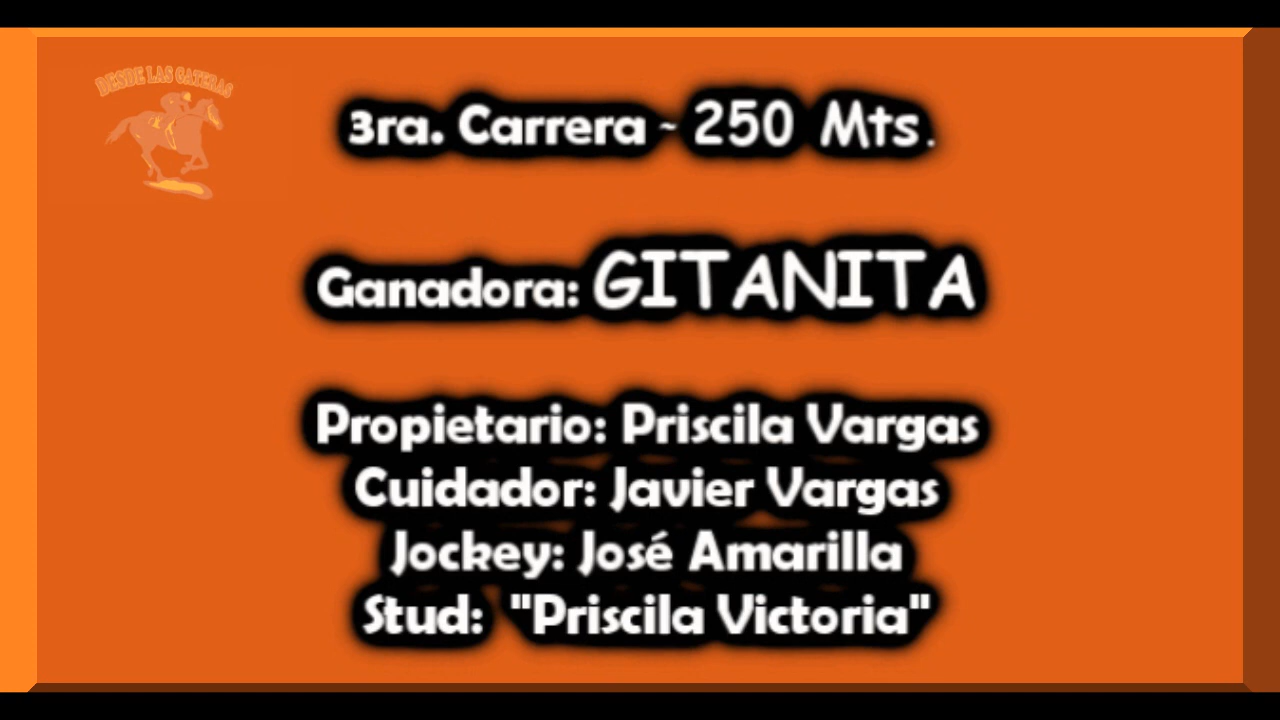 DESDE LAS GATERAS
3ra. Carrera - 250 Mts.
Ganadora: GITANITA
Propietario: Priscila Vargas
Cuidador: Javier Vargas
Jockey: José Amarilla
Stud: "Priscila Victoria"